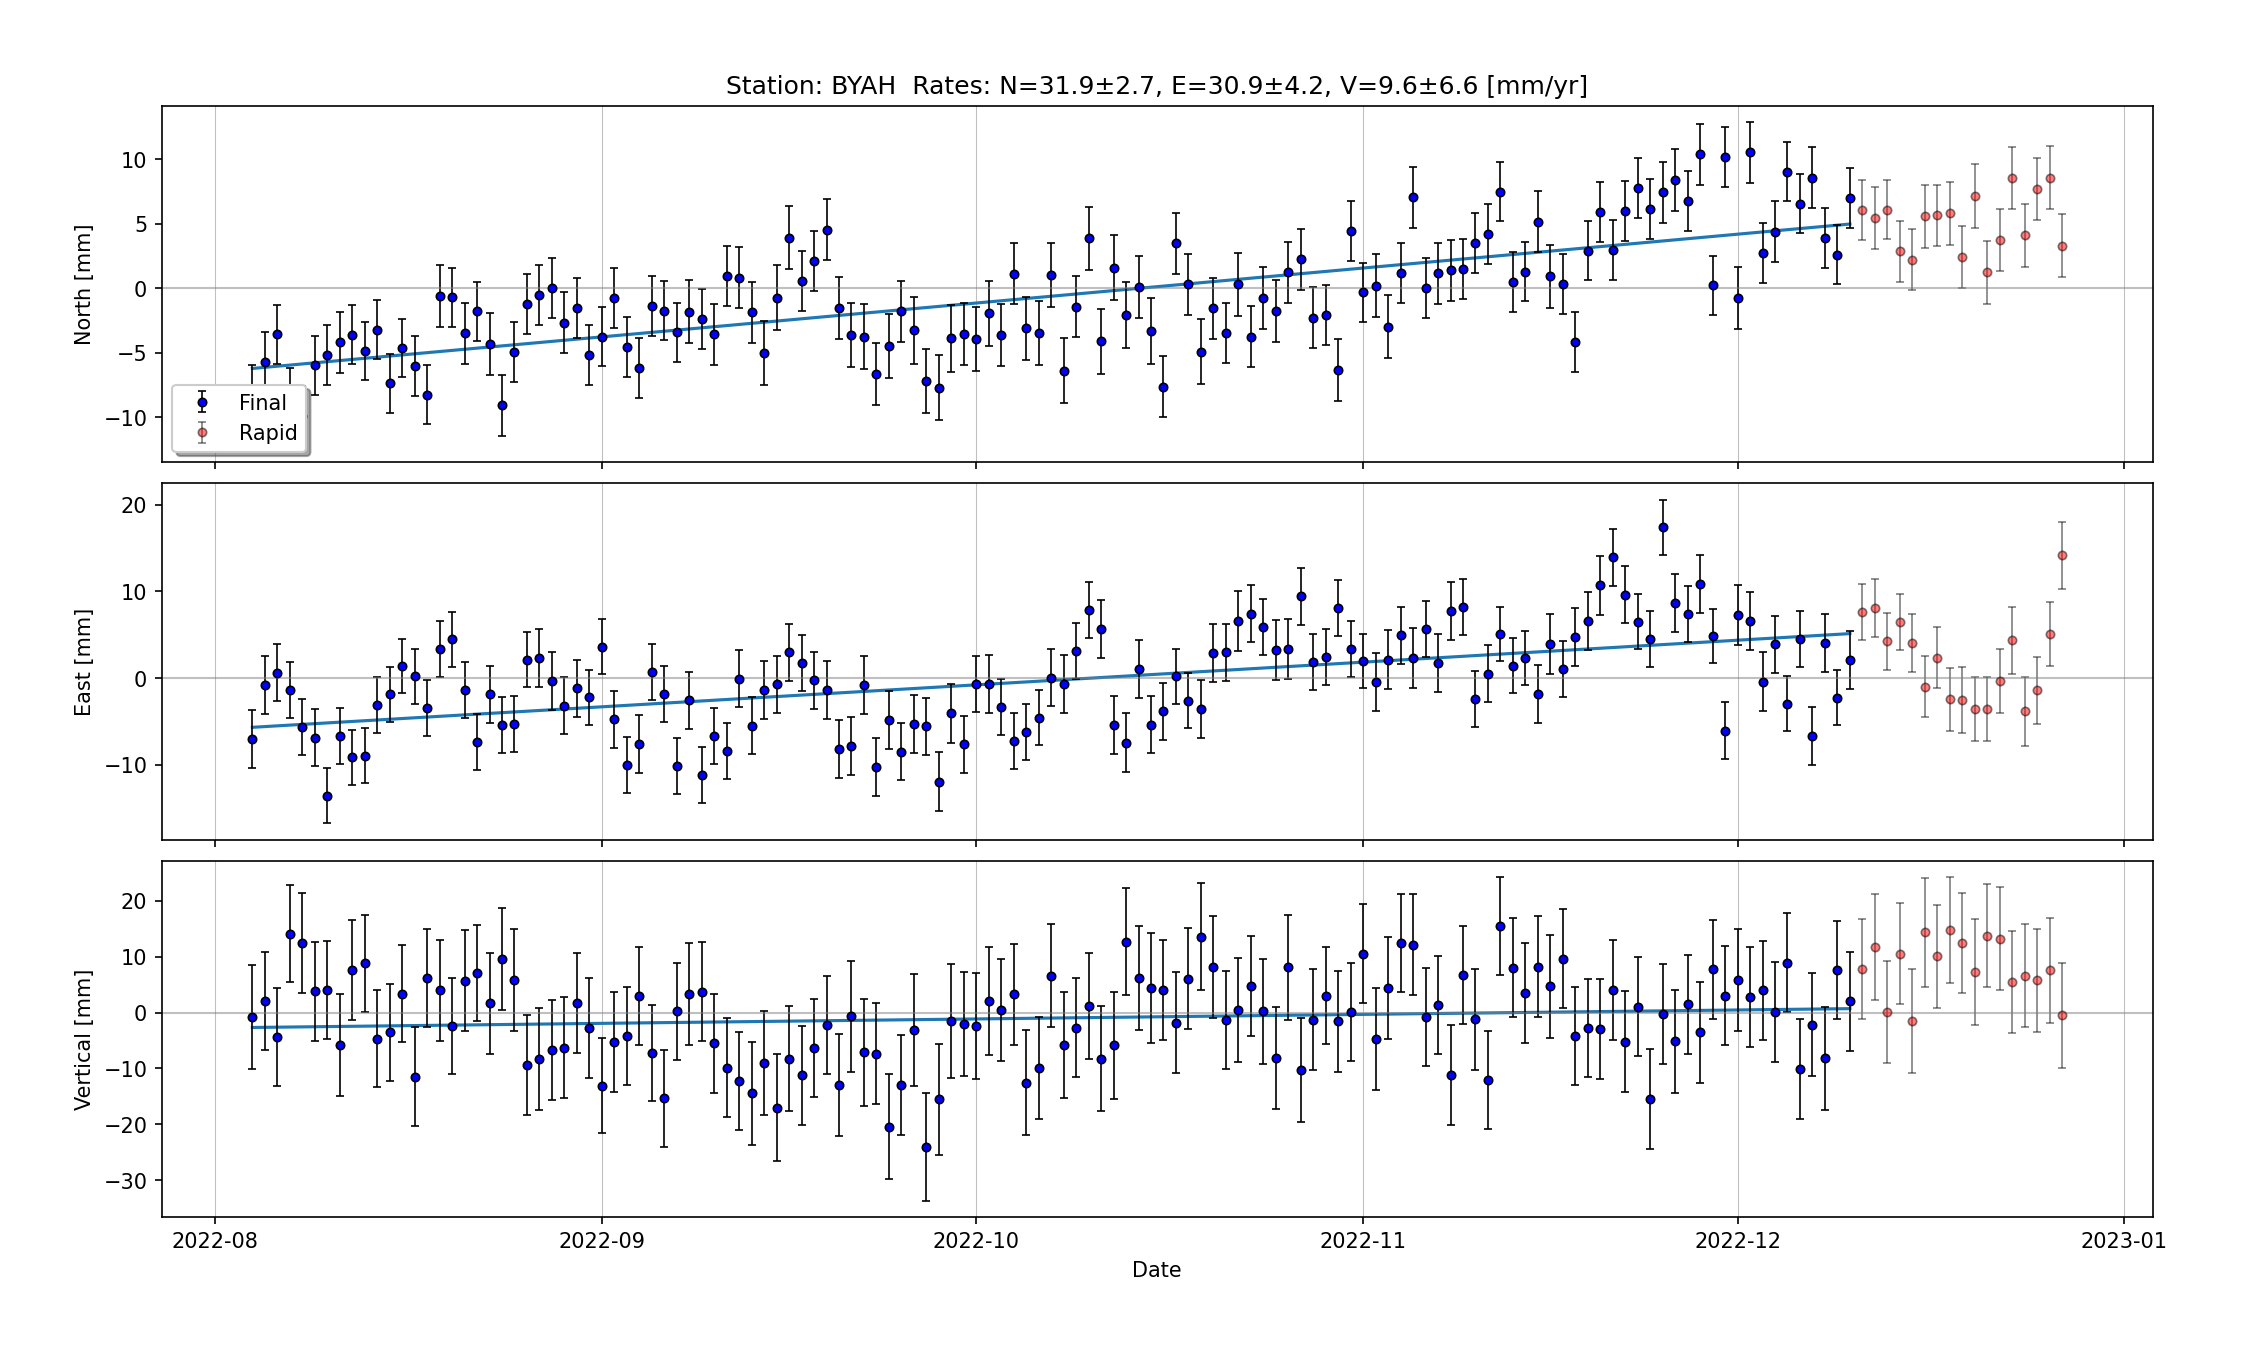 Station: BYAH  Rates: N=31.9±2.7, E=30.9±4.2, V=9.6±6.6 [mm/yr]
North [mm]
10
5
0
−5
−10
Final
Rapid
East [mm]
20
10
0
−10
Vertical [mm]
20
10
0
−10
−20
−30
2022-08 2022-09 2022-10 2022-11 2022-12 2023-01
Date